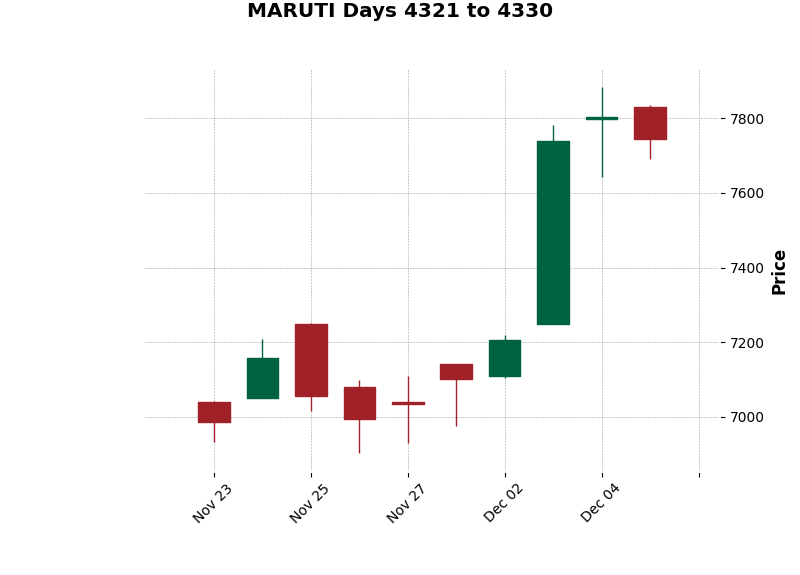 MARUTI Days 4321 to 4330
7800
7600
7400
7200
7000
Price
Nov 23
Nov 25
Nov 27
Dec 02
Dec 04